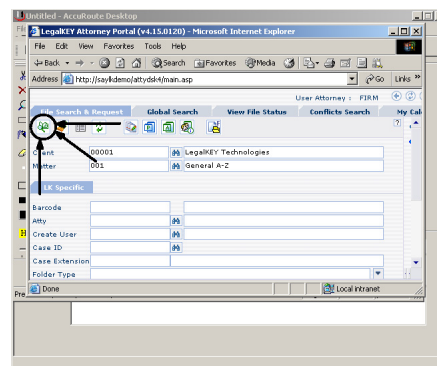 Untitled - AccuRoute Desktop
LegalKEY Attorney Portal (v4.15.0120) - Microsoft Internet Explorer
File Edit View Favorites Tools Help
Back Search Favorites Media
Address http://saylkdemo/attydsk4/main.asp Go Links »
User Attorney : FIRM
File Search & Request Global Search View File Status Conflicts Search My Cal
Client 00001 LegalKEY Technologies
Matter 001 General A-Z
LK Specific
Barcode
Atty
Create User
Case ID
Case Extension
Folder Type
Done Local intranet
Pre